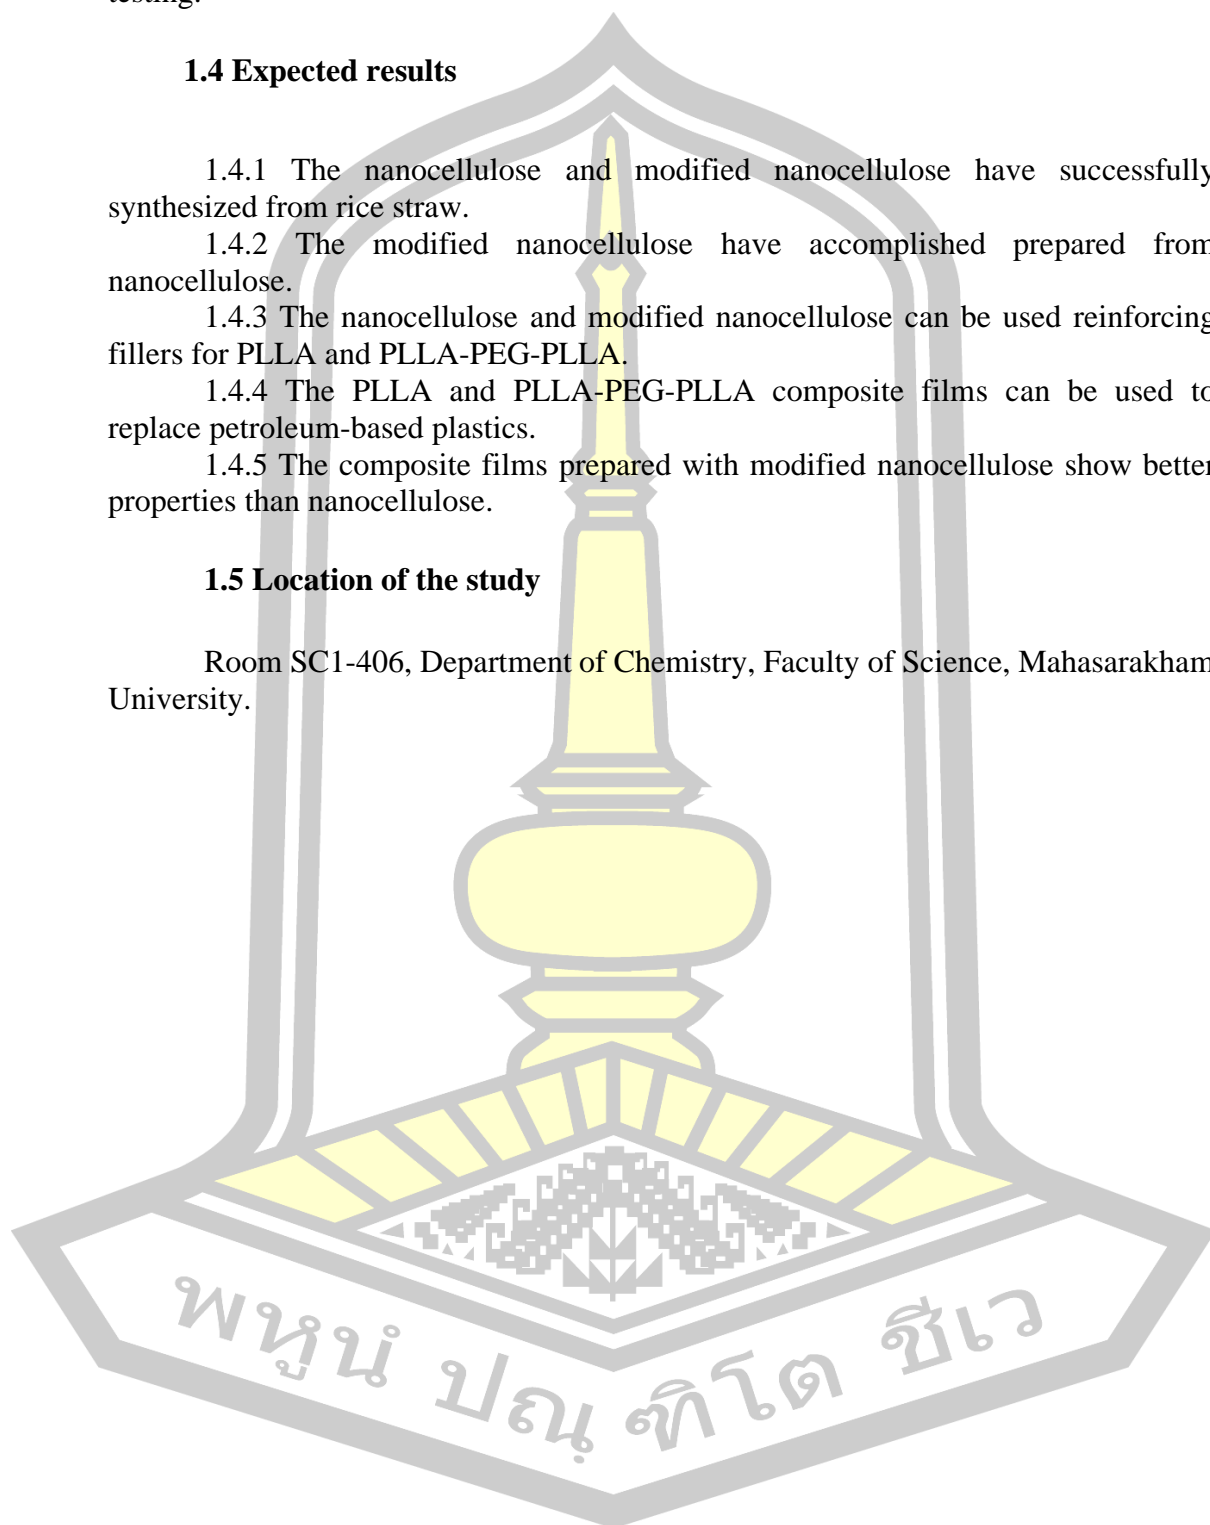 testing.
1.4 Expected results
1.4.1 The nanocellulose and modified nanocellulose have successfully
synthesized from rice straw.
1.4.2 The modified nanocellulose have accomplished prepared from
nanocellulose.
1.4.3 The nanocellulose and modified nanocellulose can be used reinforcing
fillers for PLLA and PLLA-PEG-PLLA.
1.4.4 The PLLA and PLLA-PEG-PLLA composite films can be used to
replace petroleum-based plastics.
1.4.5 The composite films prepared with modified nanocellulose show better
properties than nanocellulose.
1.5 Location of the study
Room SC1-406, Department of Chemistry, Faculty of Science, Mahasarakham
University.
พหูนํ ปณฺฑิโต ชีเว